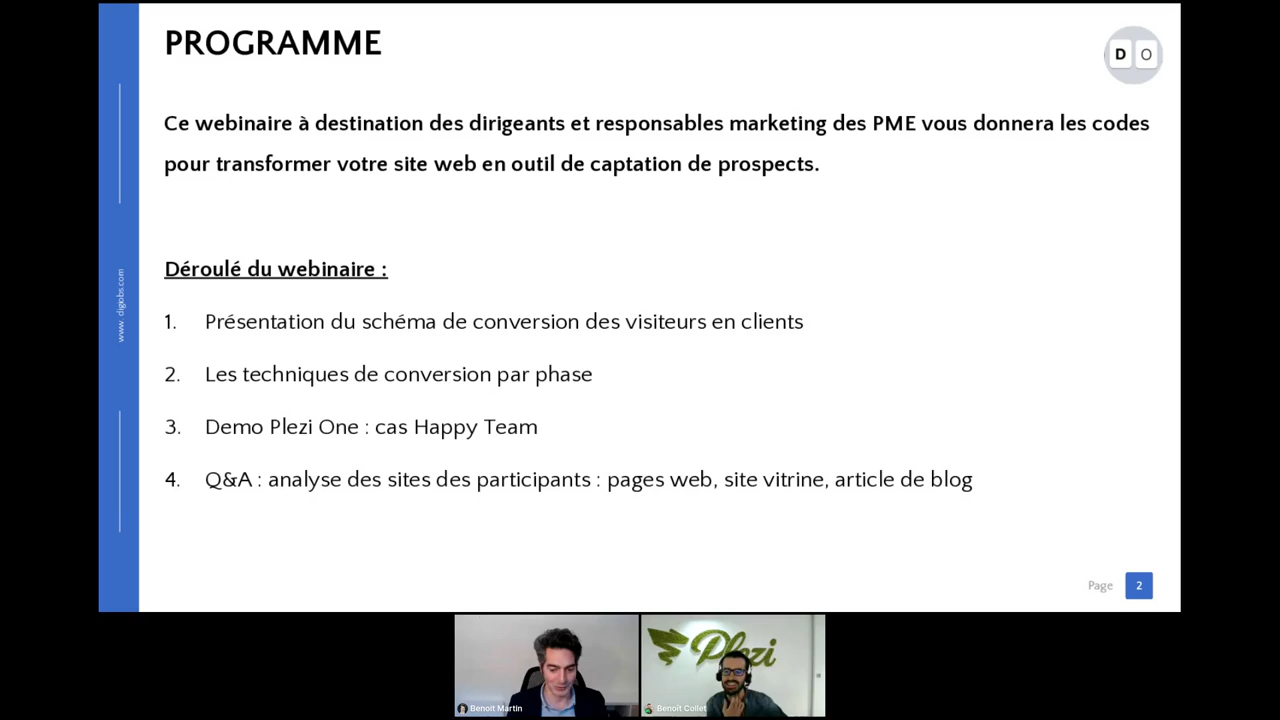 PROGRAMME
D O
Ce webinaire à destination des dirigeants et responsables marketing des PME vous donnera les codes
pour transformer votre site web en outil de captation de prospects.
Déroulé du webinaire :
1. Présentation du schéma de conversion des visiteurs en clients
2. Les techniques de conversion par phase
3. Demo Plezi One : cas Happy Team
4. Q&A : analyse des sites des participants : pages web, site vitrine, article de blog
www. digiobs.com
Page 2
Plezi
Benoit Martin
Benoît Collet